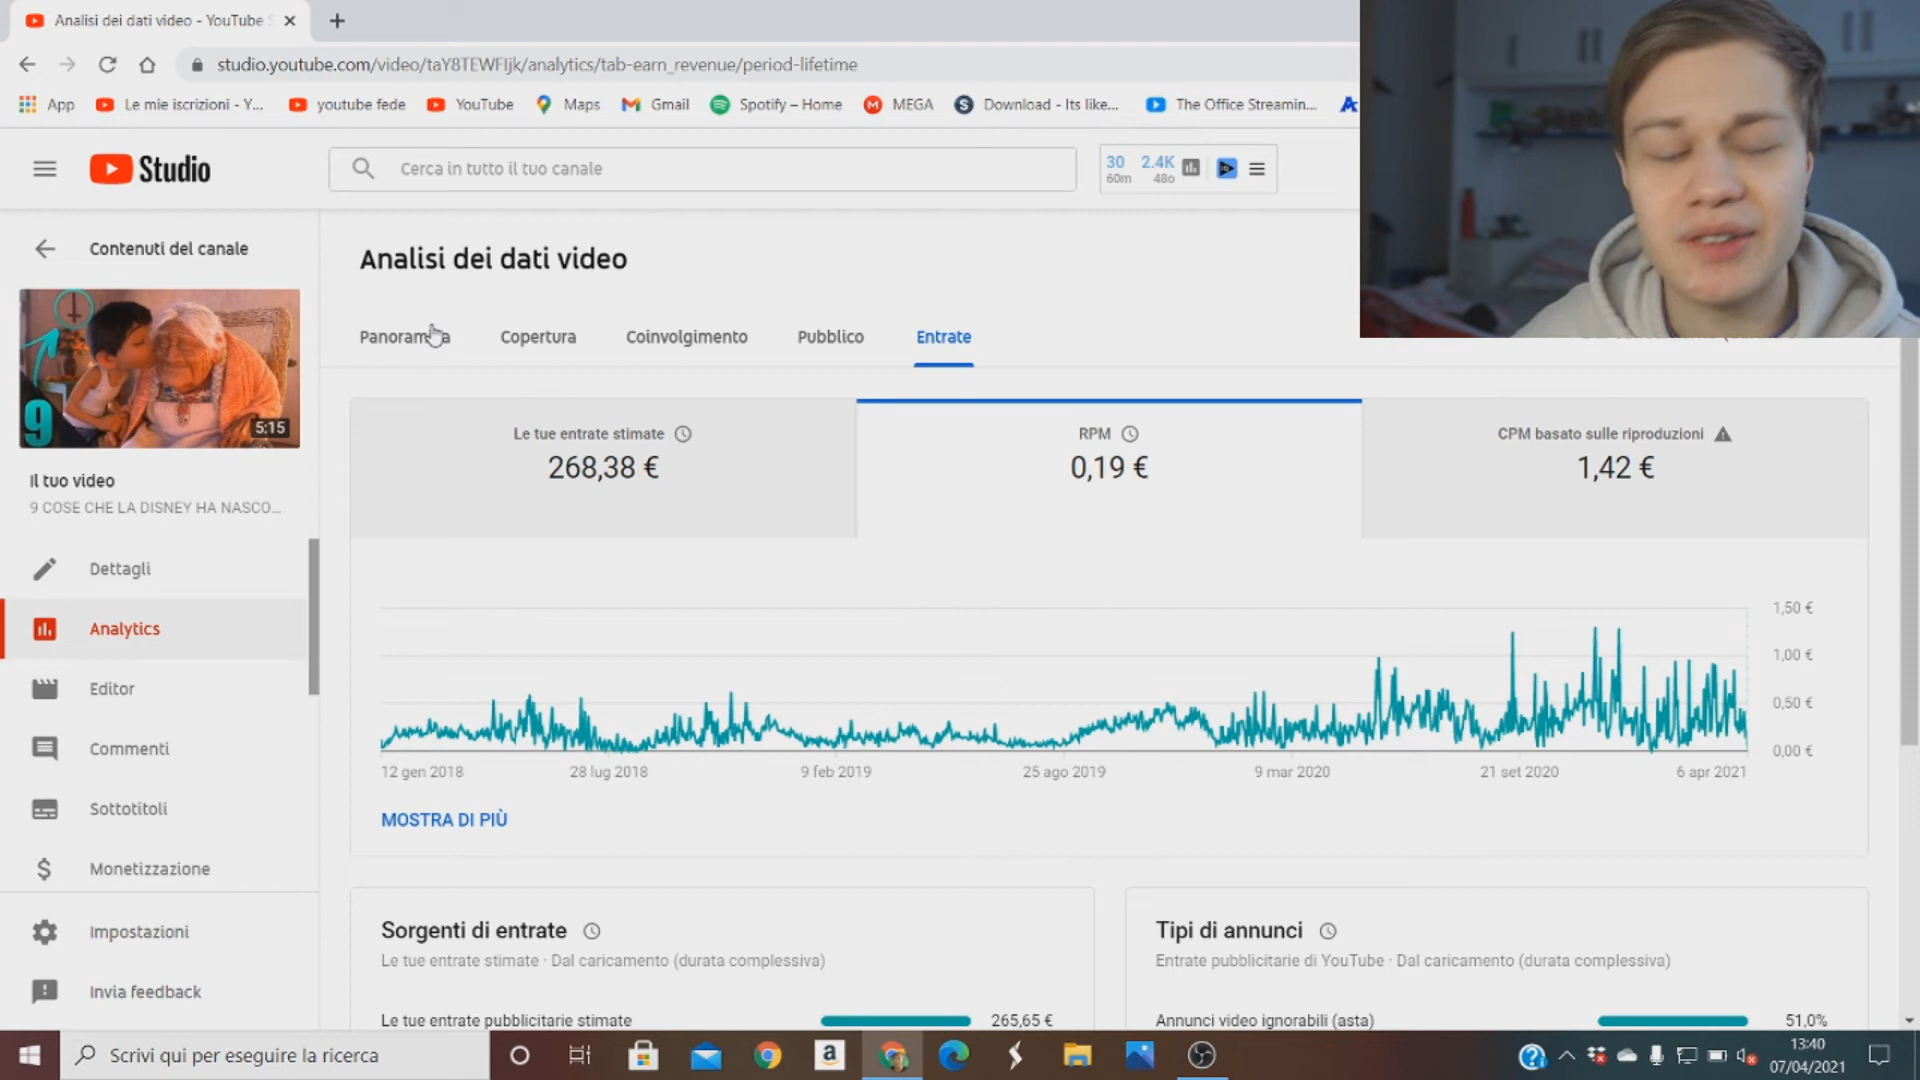 Analisi dei dati video - YouTube
studio.youtube.com/video/taY8TEWFIjk/analytics/tab-earn_revenue/period-lifetime
App
Le mie iscrizioni - Y...
youtube fede
YouTube
Maps
Gmail
Spotify – Home
MEGA
Download - Its like...
The Office Streamin...
Studio
Cerca in tutto il tuo canale
30 2.4K
60m 48o
Contenuti del canale
9
5:15
Il tuo video
9 COSE CHE LA DISNEY HA NASCO...
Dettagli
Analytics
Editor
Commenti
Sottotitoli
Monetizzazione
Impostazioni
Invia feedback
Analisi dei dati video
Panoramica
Copertura
Coinvolgimento
Pubblico
Entrate
Le tue entrate stimate
268,38 €
RPM
0,19 €
CPM basato sulle riproduzioni
1,42 €
1,50 €
1,00 €
0,50 €
0,00 €
12 gen 2018
28 lug 2018
9 feb 2019
25 ago 2019
9 mar 2020
21 set 2020
6 apr 2021
MOSTRA DI PIÙ
Sorgenti di entrate
Le tue entrate stimate · Dal caricamento (durata complessiva)
Le tue entrate pubblicitarie stimate 265,65 €
Tipi di annunci
Entrate pubblicitarie di YouTube · Dal caricamento (durata complessiva)
Annunci video ignorabili (asta) 51,0%
Scrivi qui per eseguire la ricerca
13:40
07/04/2021